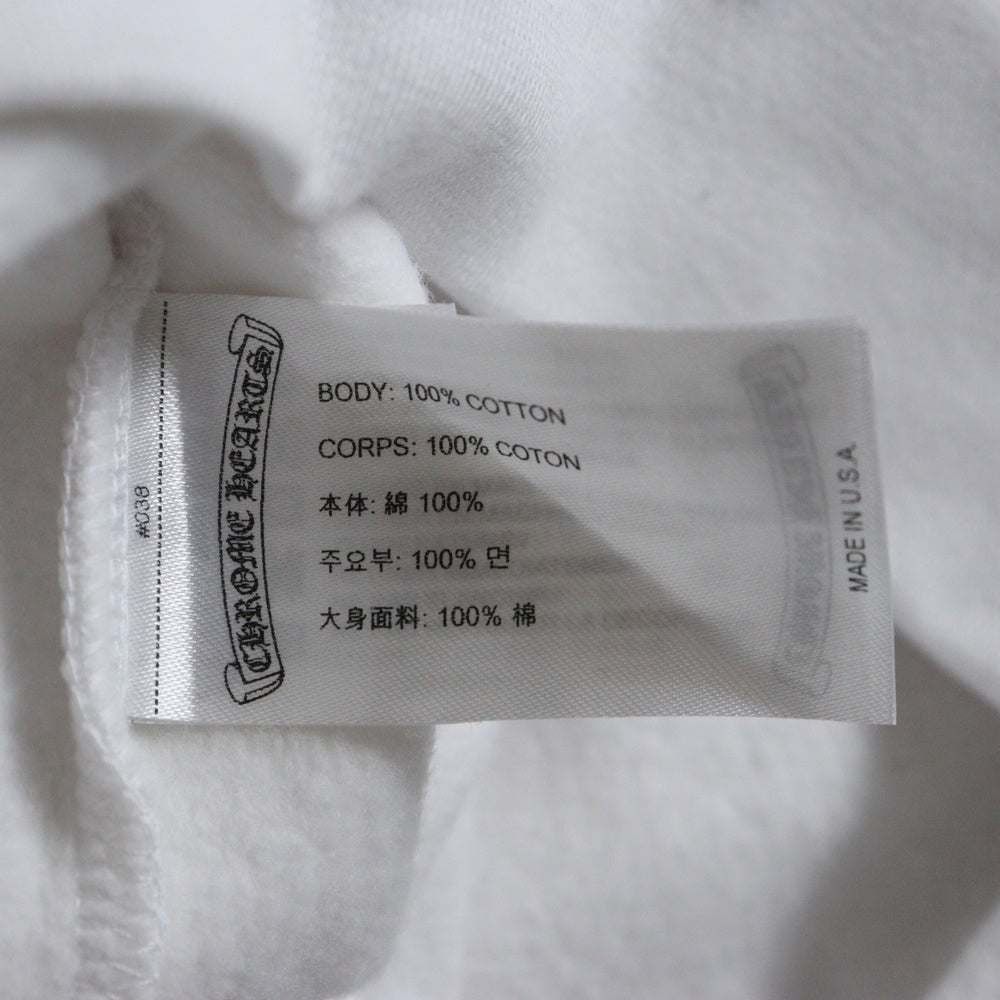 #038
CHROME HEARTS
BODY: 100% COTTON
CORPS: 100% COTON
本体: 綿 100%
주요부: 100% 면
大身面料: 100% 棉
MADE IN U.S.A.